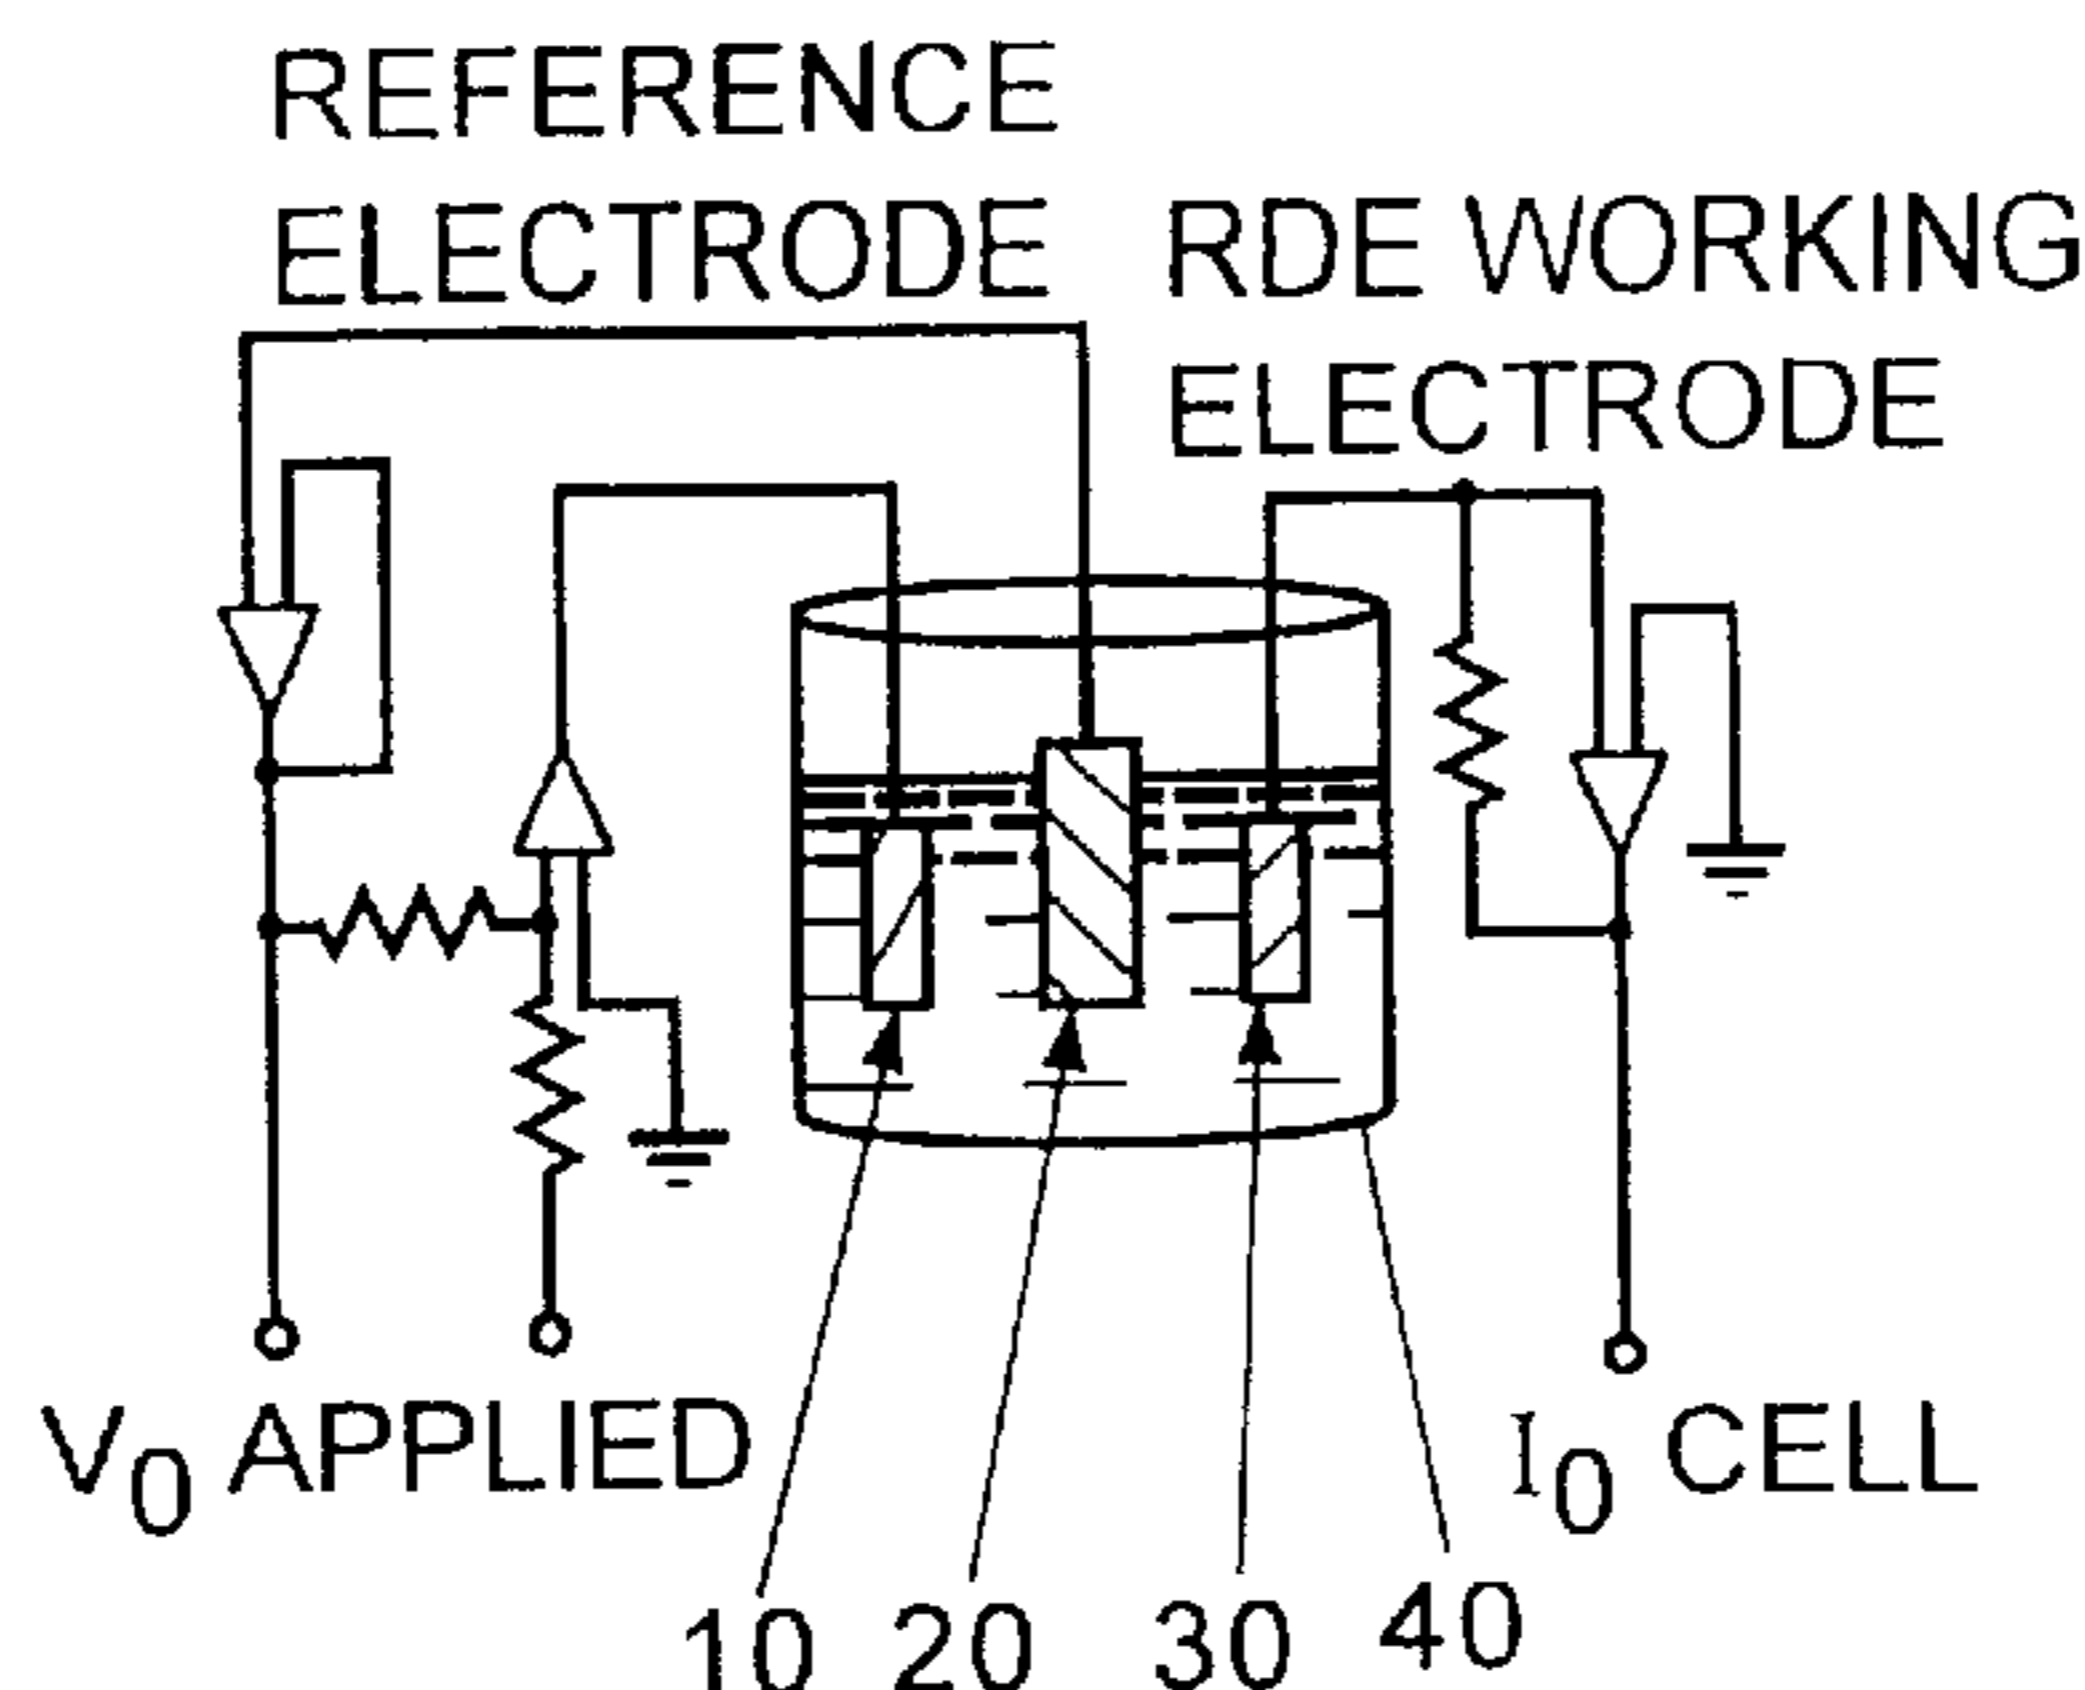 REFERENCE
ELECTRODE RDE WORKING
ELECTRODE
V0 APPLIED
I0 CELL
10 20 30 40